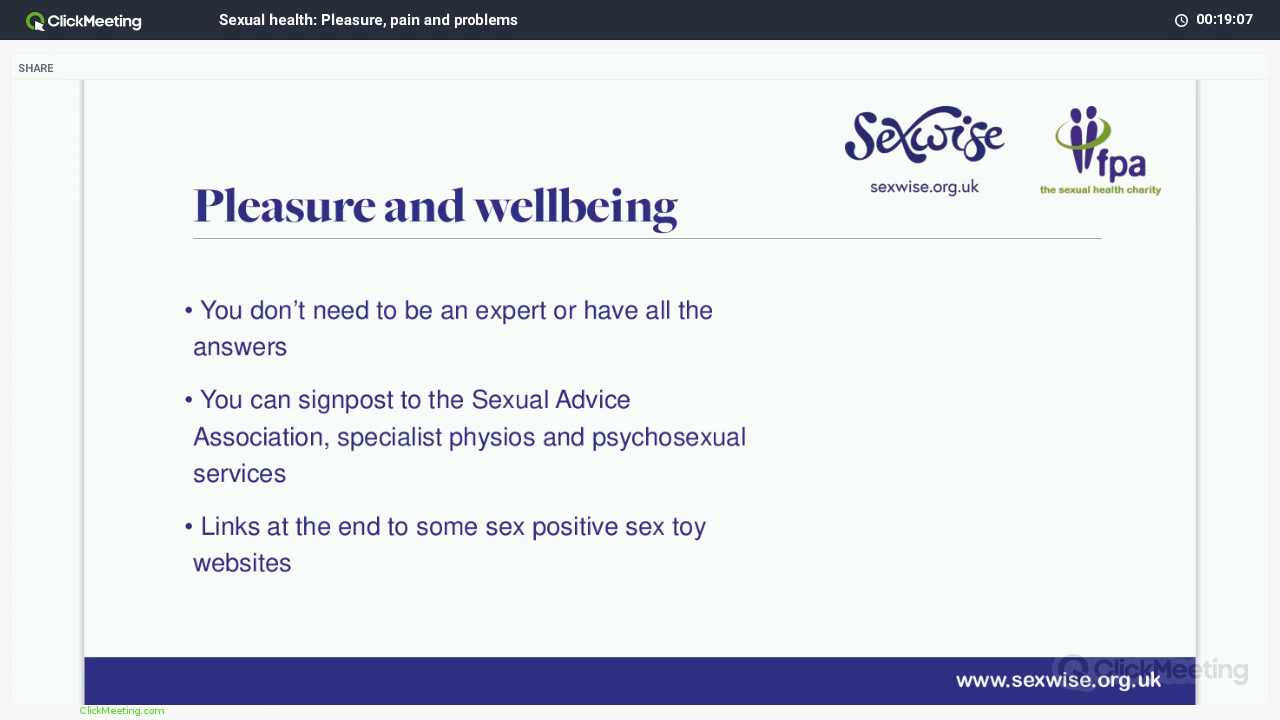 ClickMeeting
Sexual health: Pleasure, pain and problems
00:19:07
SHARE
Sexwise
sexwise.org.uk
fpa
the sexual health charity
Pleasure and wellbeing
• You don’t need to be an expert or have all the
answers
• You can signpost to the Sexual Advice
Association, specialist physios and psychosexual
services
• Links at the end to some sex positive sex toy
websites
ClickMeeting
www.sexwise.org.uk
ClickMeeting.com